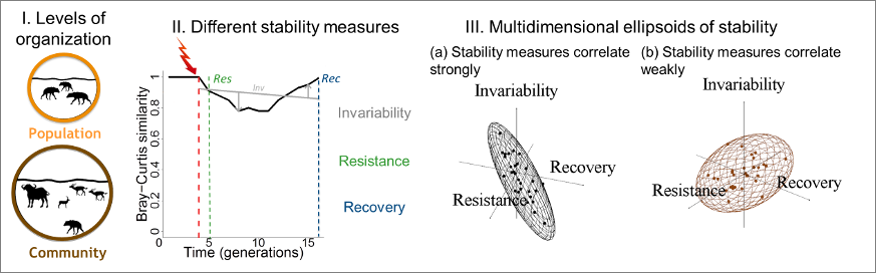 I. Levels of
organization
Population
Community
II. Different stability measures
Res
Rec
Inv
Bray−Curtis similarity
1
0.8
0.6
0.4
0.2
0
0
5
10
15
Time (generations)
Invariability
Resistance
Recovery
III. Multidimensional ellipsoids of stability
(a) Stability measures correlate
strongly
Invariability
Recovery
Resistance
(b) Stability measures correlate
weakly
Invariability
Resistance
Recovery